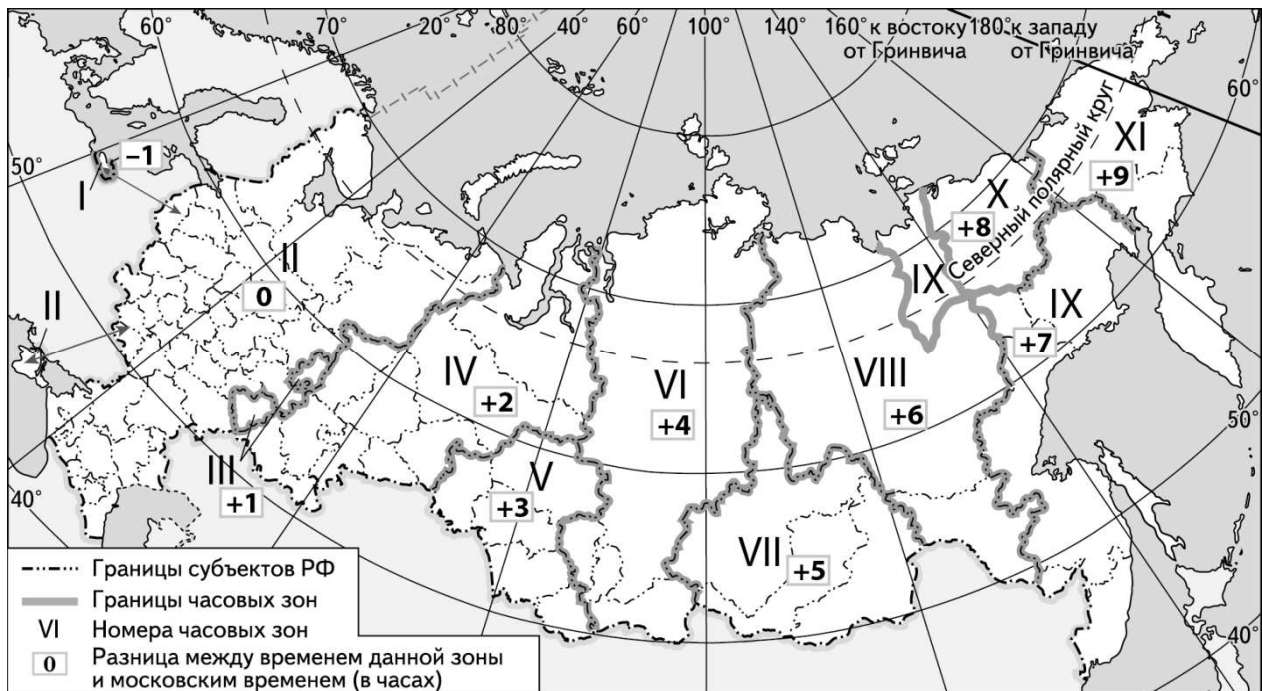 60° 70° 20° 40° 60° 80° 100° 120° 140° 160° к востоку 180° к западу
от Гринвича от Гринвича
60°
50°
Северный полярный круг
I
–1
II
0
II
III
+1
IV
+2
V
+3
VI
+4
VII
+5
VIII
+6
IX
IX
+7
X
+8
XI
+9
40°
50°
40°
Границы субъектов РФ
Границы часовых зон
VI Номера часовых зон
0 Разница между временем данной зоны
и московским временем (в часах)